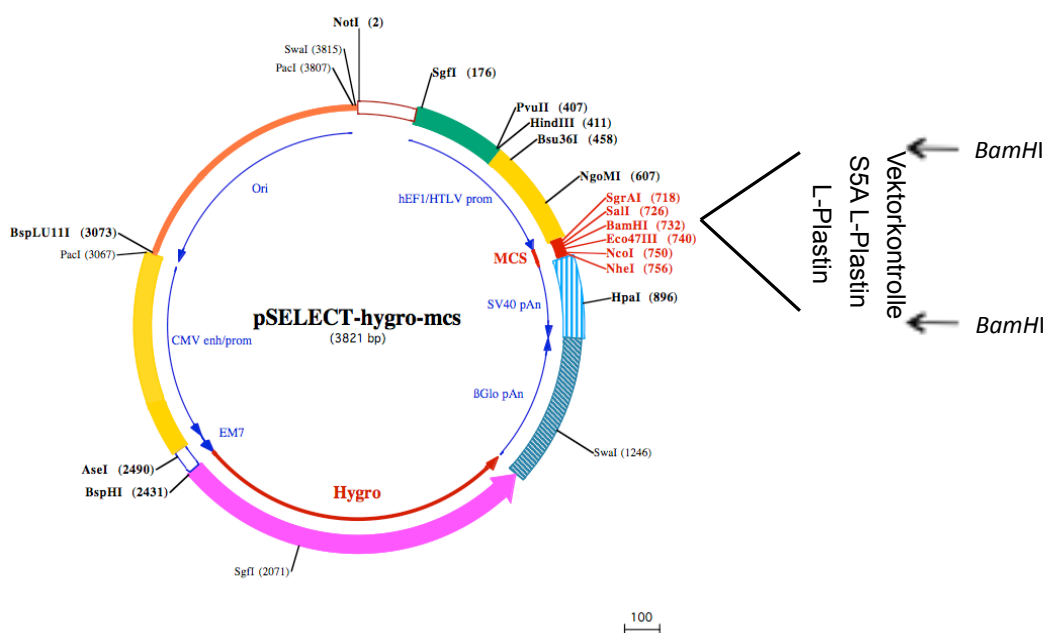 NotI (2)
SwaI (3815)
PacI (3807)
SgfI (176)
PvuII (407)
HindIII (411)
Bsu36I (458)
NgoMI (607)
SgrAI (718)
SalI (726)
BamHI (732)
Eco47III (740)
NcoI (750)
NheI (756)
MCS
HpaI (896)
SV40 pAn
hEF1/HTLV prom
Ori
BspLU11I (3073)
PacI (3067)
pSELECT-hygro-mcs
(3821 bp)
CMV enh/prom
ßGlo pAn
EM7
SwaI (1246)
AseI (2490)
BspHI (2431)
Hygro
SgfI (2071)
100
Vektorkontrolle
S5A L-Plastin
L-Plastin
BamHI
BamHI